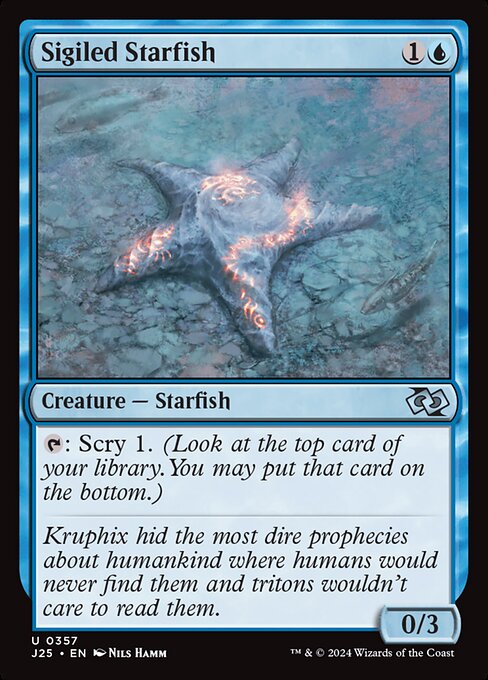 Sigiled Starfish 1
Creature — Starfish
: Scry 1. (Look at the top card of
your library. You may put that card on
the bottom.)
Kruphix hid the most dire prophecies
about humankind where humans would
never find them and tritons wouldn't
care to read them.
0/3
U 0357
J25 • EN Nils Hamm
™ & © 2024 Wizards of the Coast